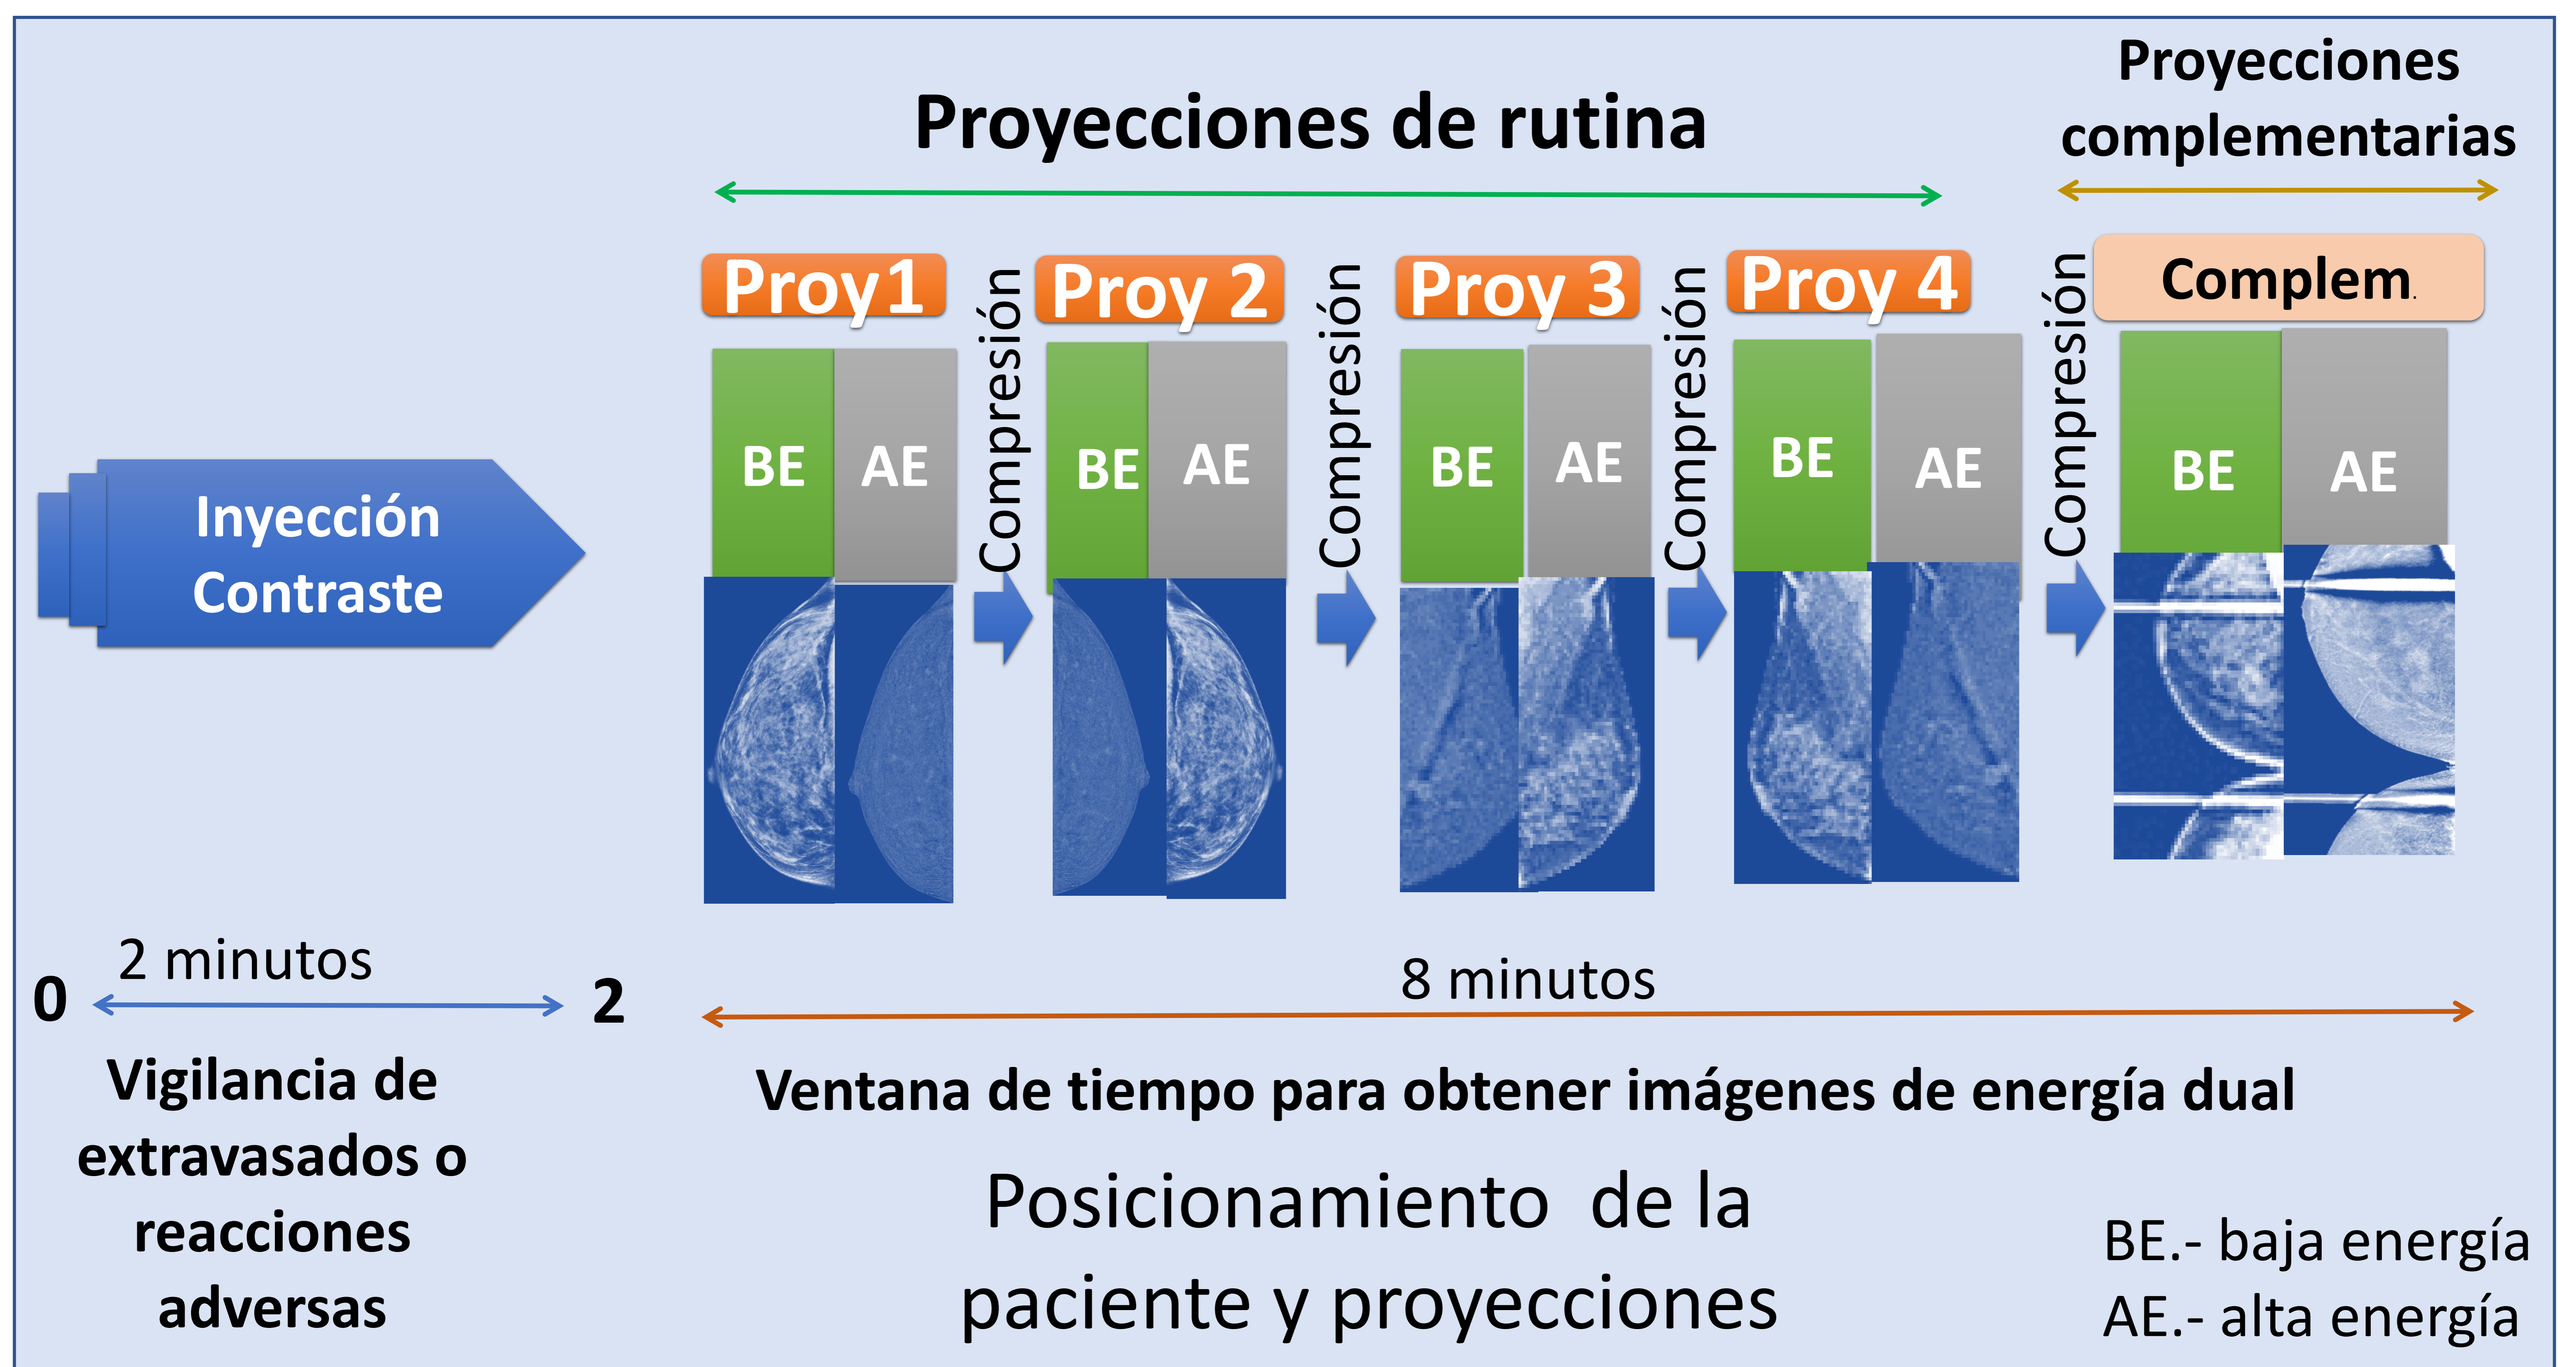 Proyecciones de rutina
Proyecciones
complementarias
Inyección
Contraste
Proy1
BE
AE
Compresión
Proy 2
BE
AE
Compresión
Proy 3
BE
AE
Compresión
Proy 4
BE
AE
Compresión
Complem.
BE
AE
0
2 minutos
2
8 minutos
Vigilancia de
extravasados o
reacciones
adversas
Ventana de tiempo para obtener imágenes de energía dual
Posicionamiento de la
paciente y proyecciones
BE.- baja energía
AE.- alta energía